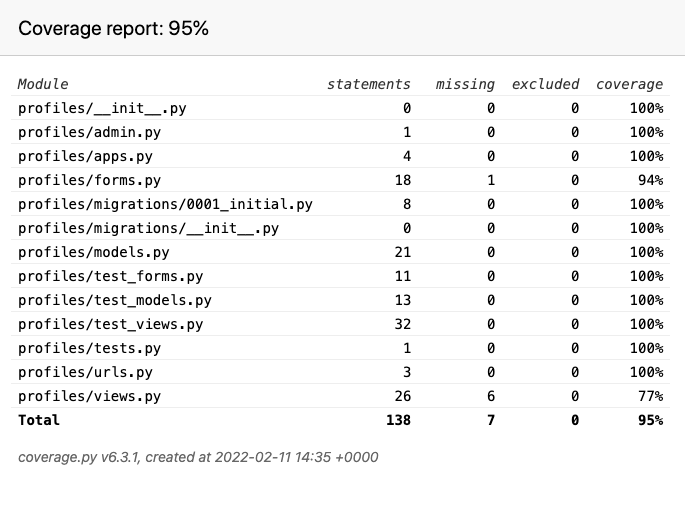 Coverage report: 95%
Module statements missing excluded coverage
profiles/__init__.py 0 0 0 100%
profiles/admin.py 1 0 0 100%
profiles/apps.py 4 0 0 100%
profiles/forms.py 18 1 0 94%
profiles/migrations/0001_initial.py 8 0 0 100%
profiles/migrations/__init__.py 0 0 0 100%
profiles/models.py 21 0 0 100%
profiles/test_forms.py 11 0 0 100%
profiles/test_models.py 13 0 0 100%
profiles/test_views.py 32 0 0 100%
profiles/tests.py 1 0 0 100%
profiles/urls.py 3 0 0 100%
profiles/views.py 26 6 0 77%
Total 138 7 0 95%
coverage.py v6.3.1, created at 2022-02-11 14:35 +0000